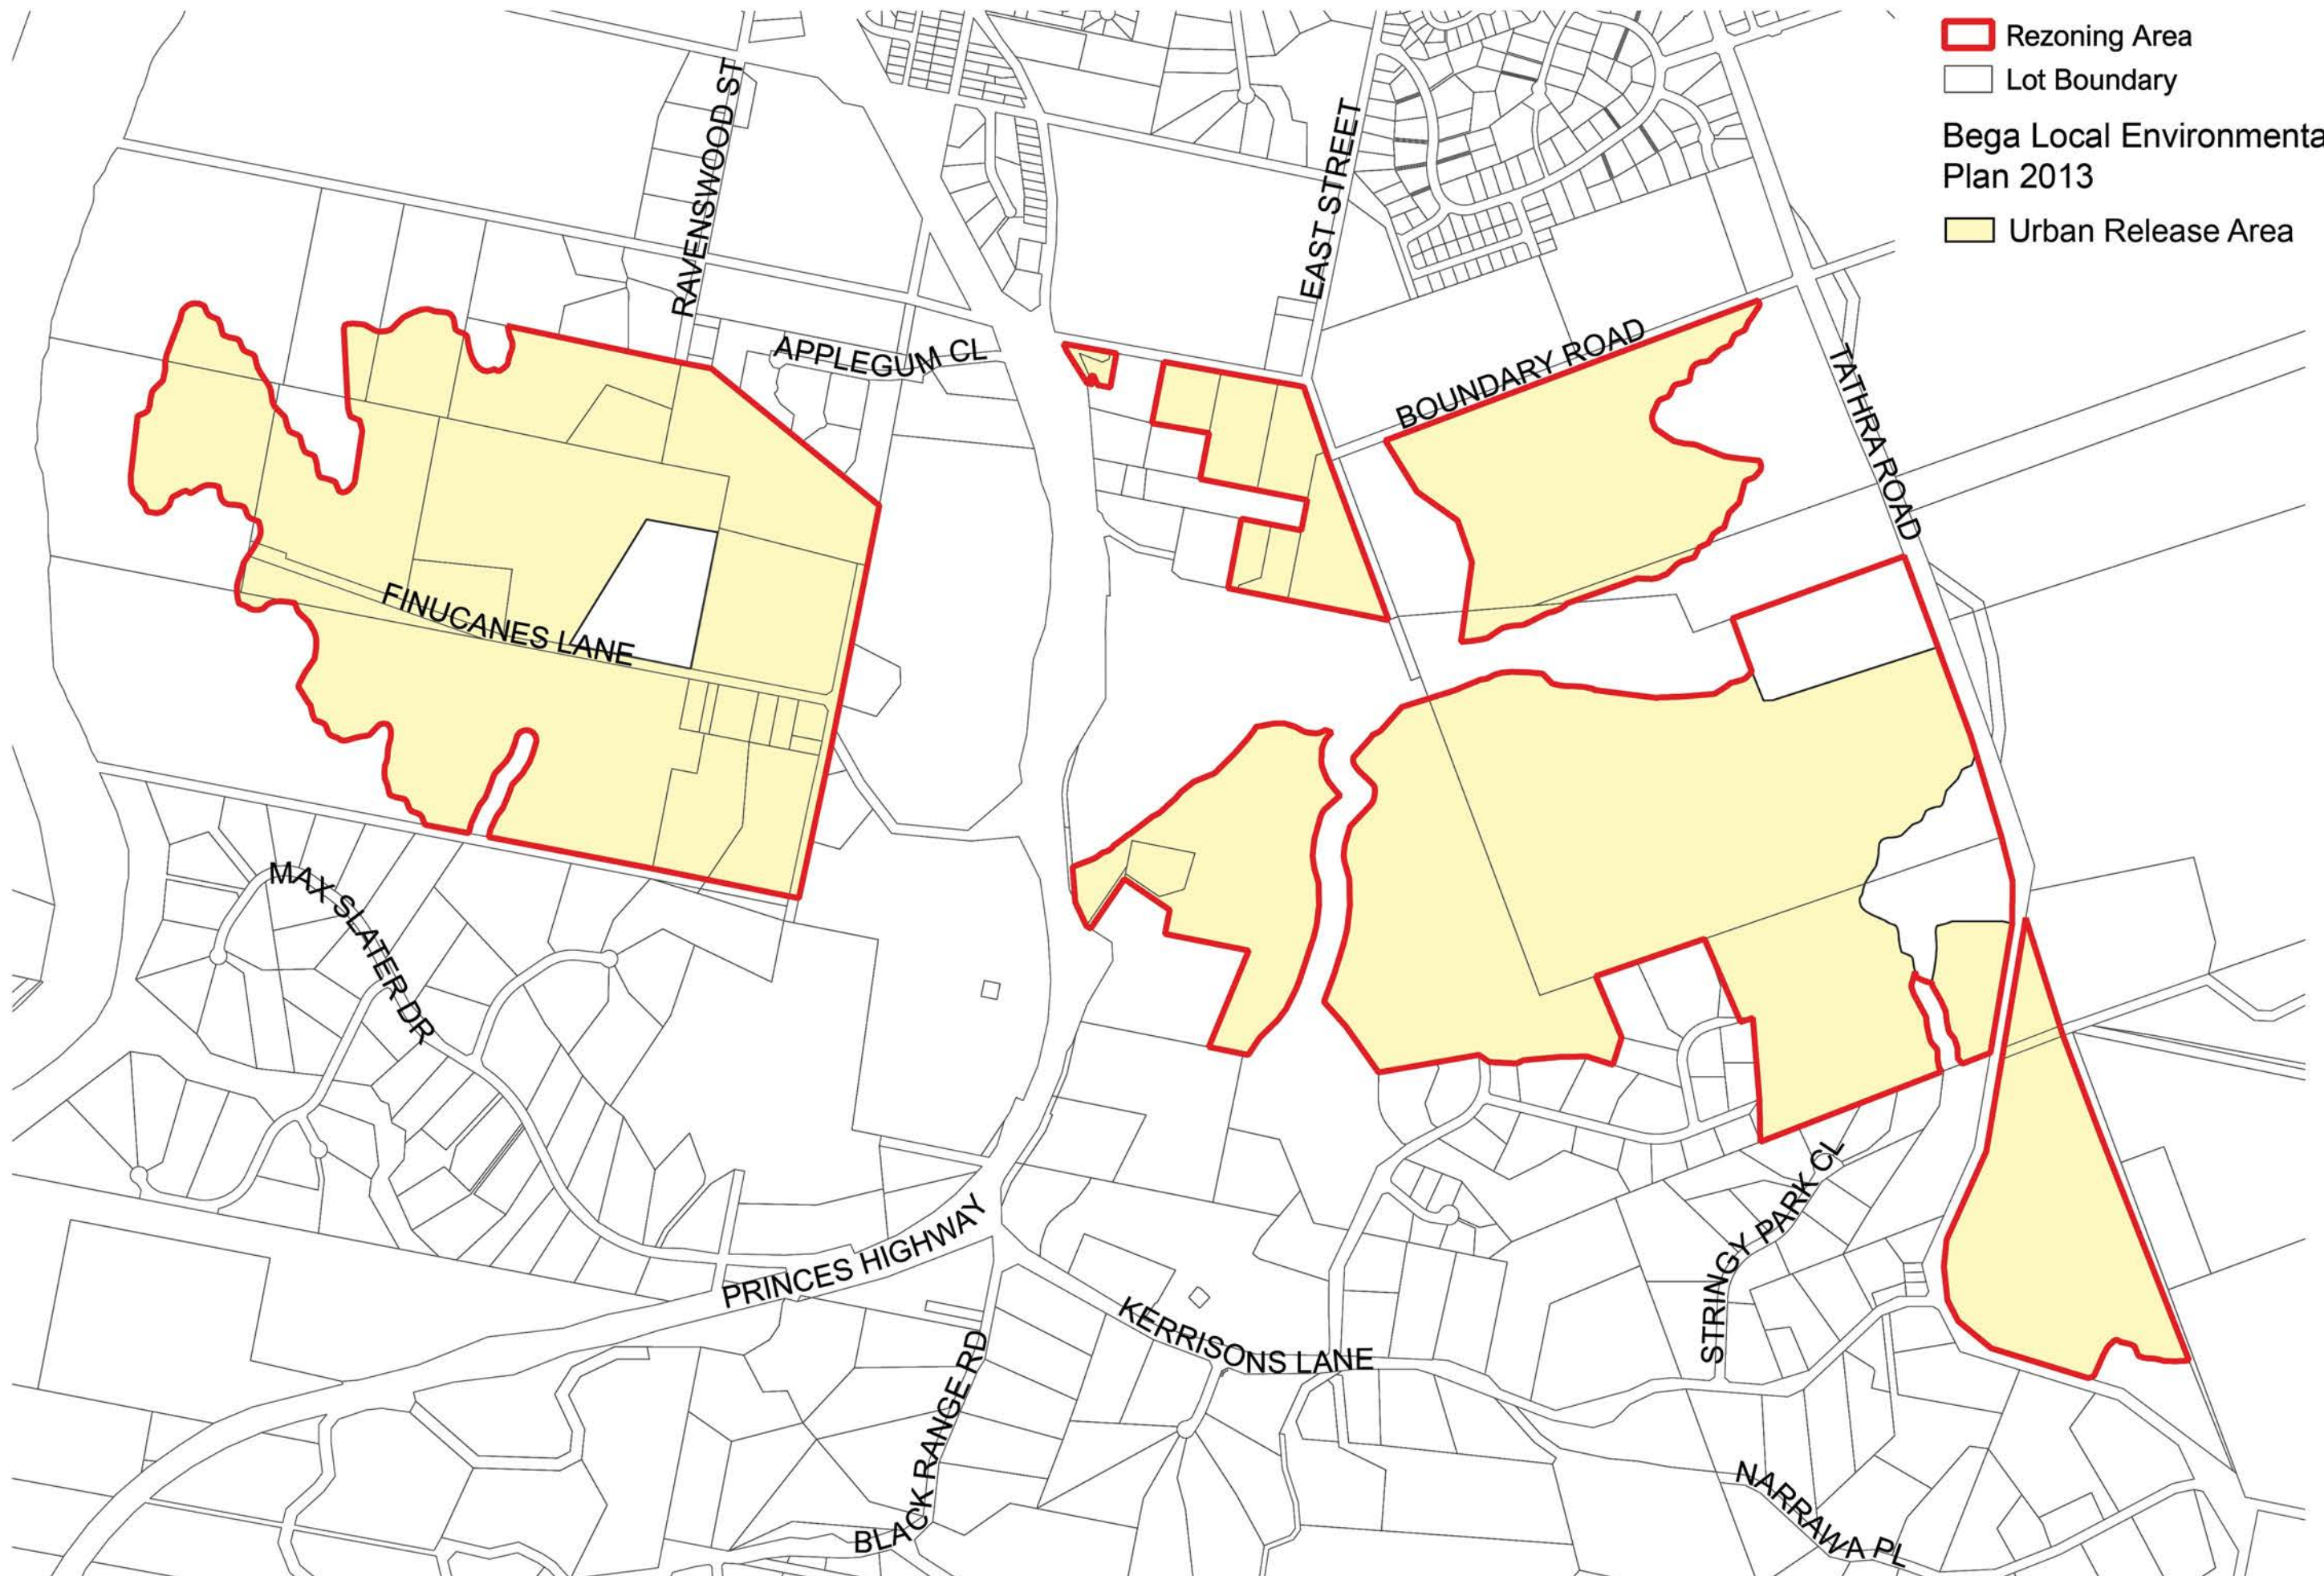 Rezoning Area
Lot Boundary
Bega Local Environmenta
Plan 2013
Urban Release Area
RAVENSWOOD ST
EAST STREET
APPLEGUM CL
BOUNDARY ROAD
TATHRA ROAD
FINUCANES LANE
MAX SLATER DR
PRINCES HIGHWAY
STRINGY PARK CL
KERRISONS LANE
BLACK RANGE RD
NARRAWA PL